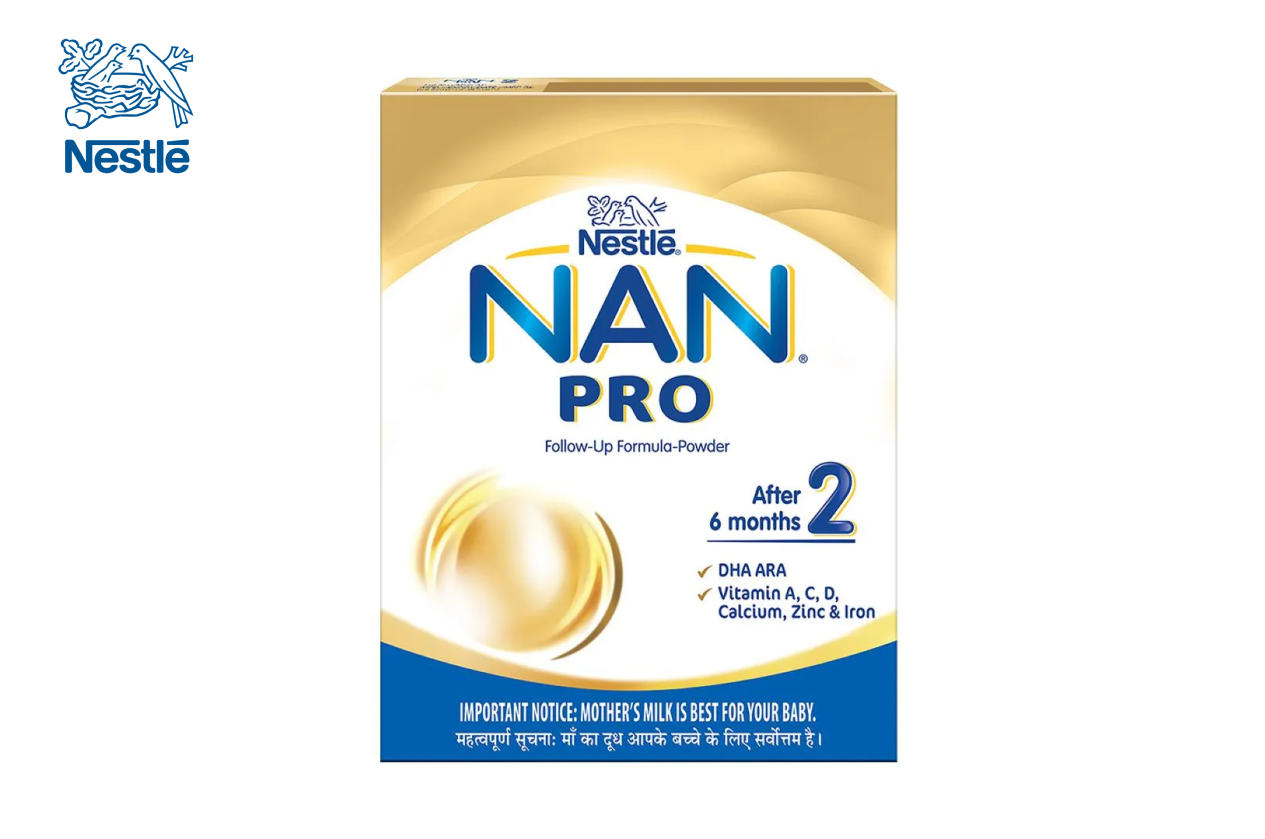 Nestlé
Nestlé®
NAN®
PRO
Follow-Up Formula-Powder
After
6 months 2
✓ DHA ARA
✓ Vitamin A, C, D,
Calcium, Zinc & Iron
IMPORTANT NOTICE: MOTHER'S MILK IS BEST FOR YOUR BABY.
महत्वपूर्ण सूचना: माँ का दूध आपके बच्चे के लिए सर्वोत्तम है।